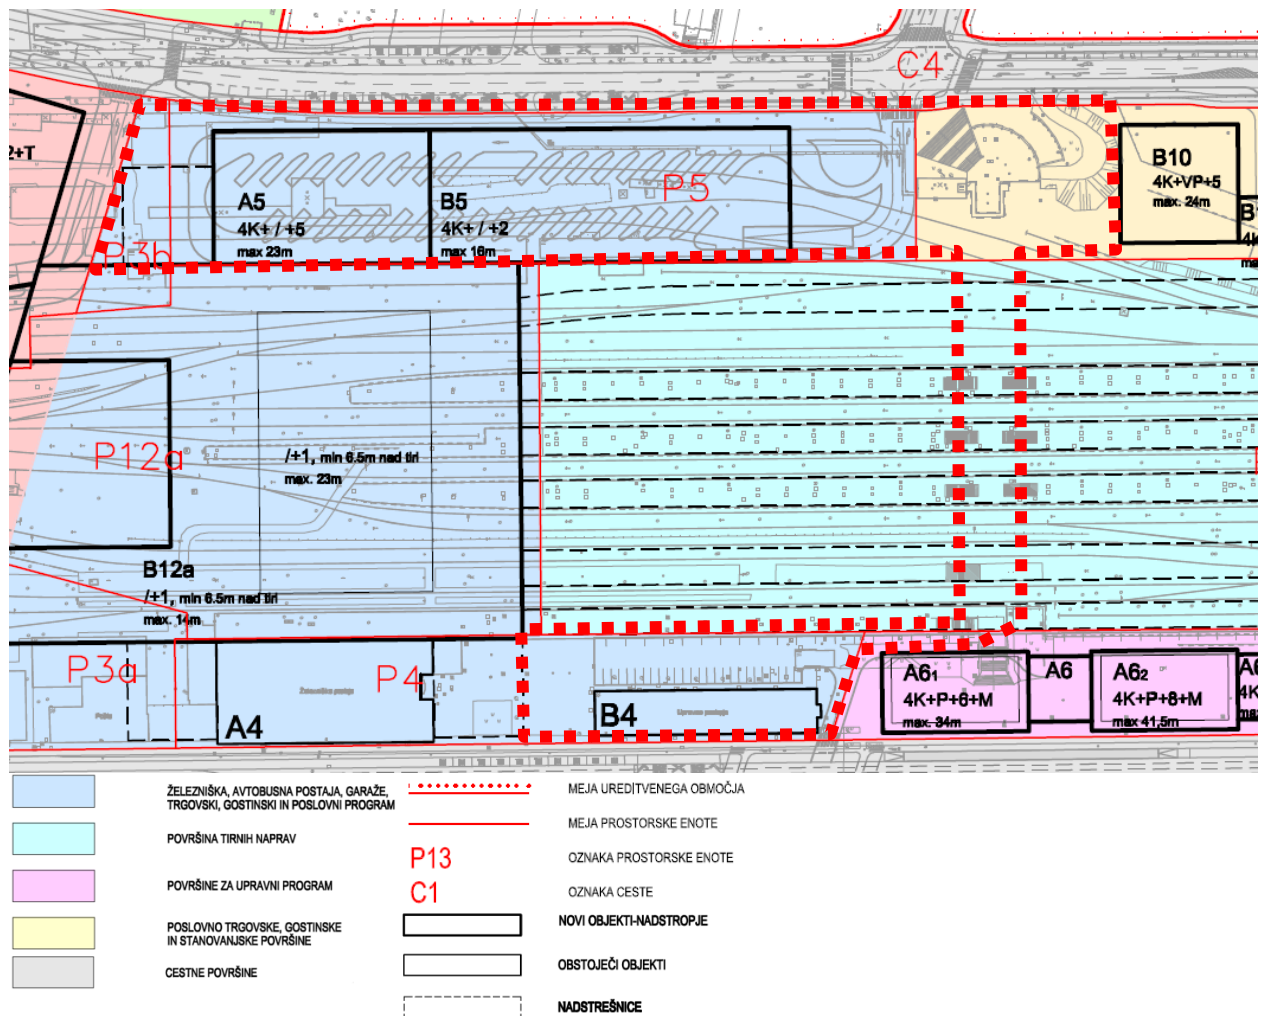 C4
2+T
A5
4K+ / +5
max 23m
B5
4K+ / +2
max 16m
P5
B10
4K+VP+5
max. 24m
P3b
P12a
/+1, min 6.5m nad tiri
max. 23m
B12a
/+1, min 6.5m nad tiri
max. 14m
P3a
Pošta
A4
Železniška postaja
P4
B4
Upravna postaja
A6₁
4K+P+6+M
max. 34m
A6
A6₂
4K+P+8+M
max 41,5m
ŽELEZNIŠKA, AVTOBUSNA POSTAJA, GARAŽE,
TRGOVSKI, GOSTINSKI IN POSLOVNI PROGRAM
POVRŠINA TIRNIH NAPRAV
POVRŠINE ZA UPRAVNI PROGRAM
POSLOVNO TRGOVSKE, GOSTINSKE
IN STANOVANJSKE POVRŠINE
CESTNE POVRŠINE
MEJA UREDITVENEGA OBMOČJA
MEJA PROSTORSKE ENOTE
P13
OZNAKA PROSTORSKE ENOTE
C1
OZNAKA CESTE
NOVI OBJEKTI-NADSTROPJE
OBSTOJEČI OBJEKTI
NADSTREŠNICE